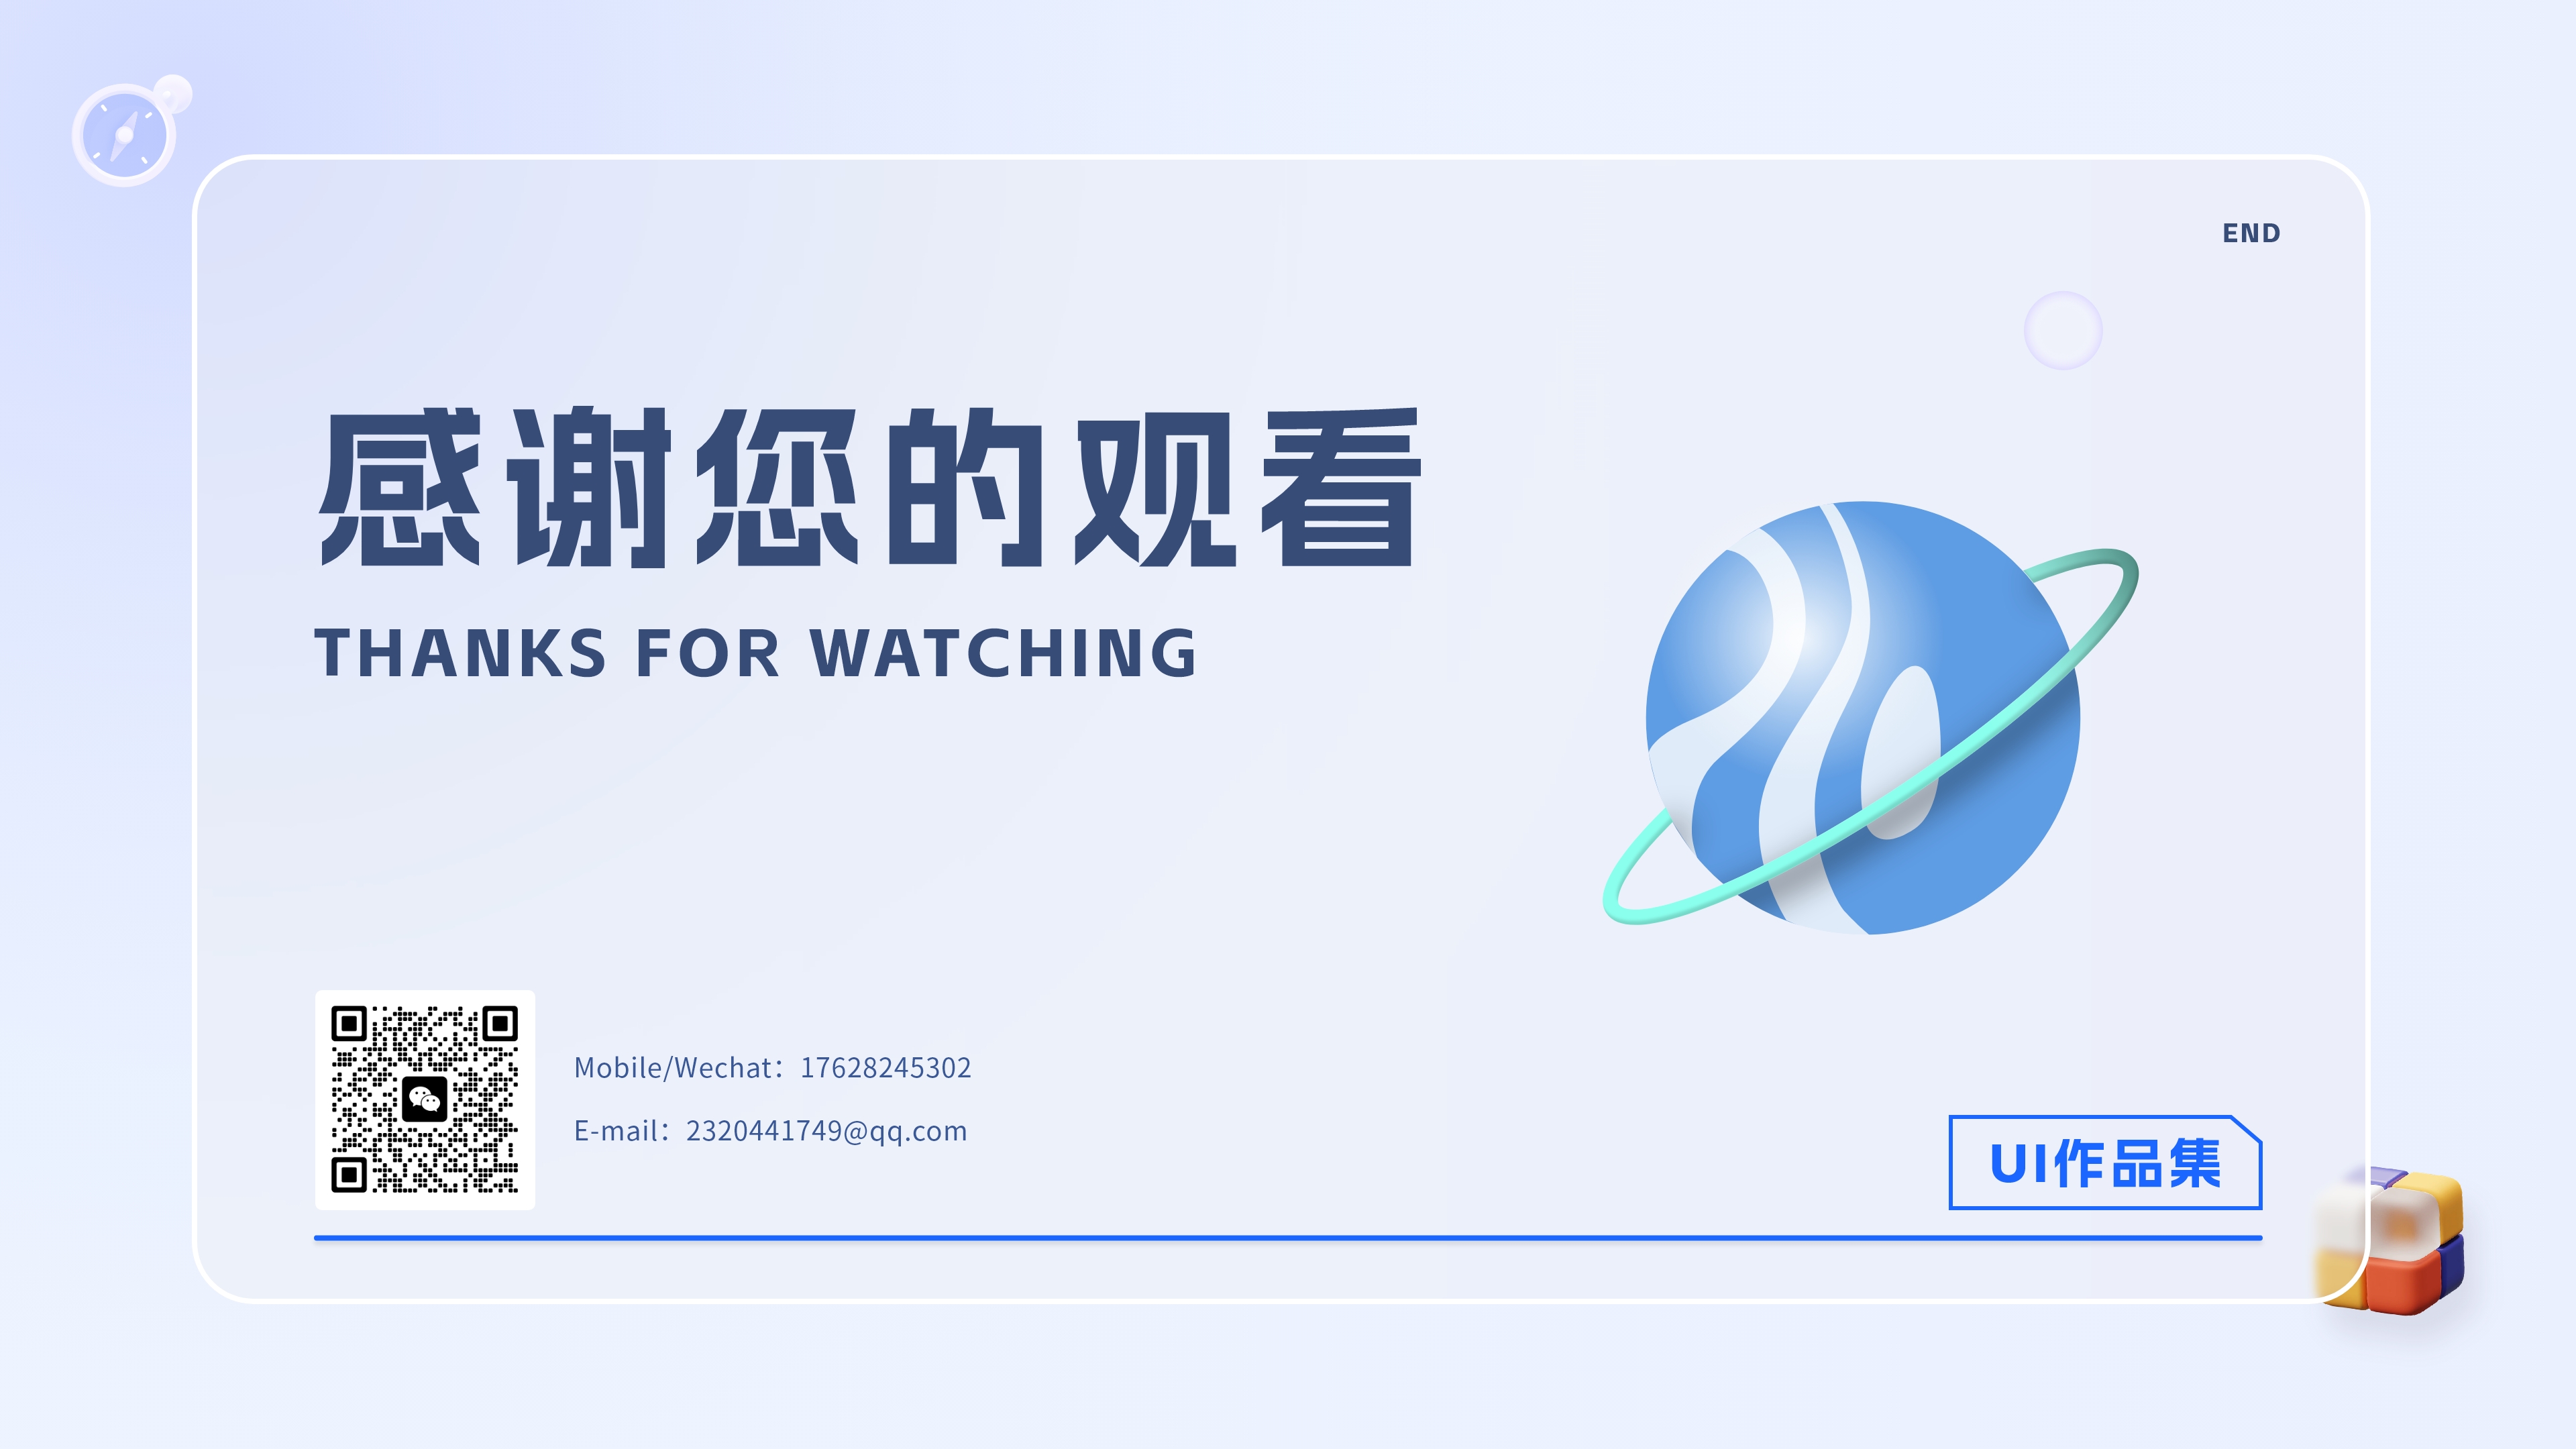 END
感谢您的观看
THANKS FOR WATCHING
Mobile/Wechat：17628245302
E-mail：2320441749@qq.com
UI作品集